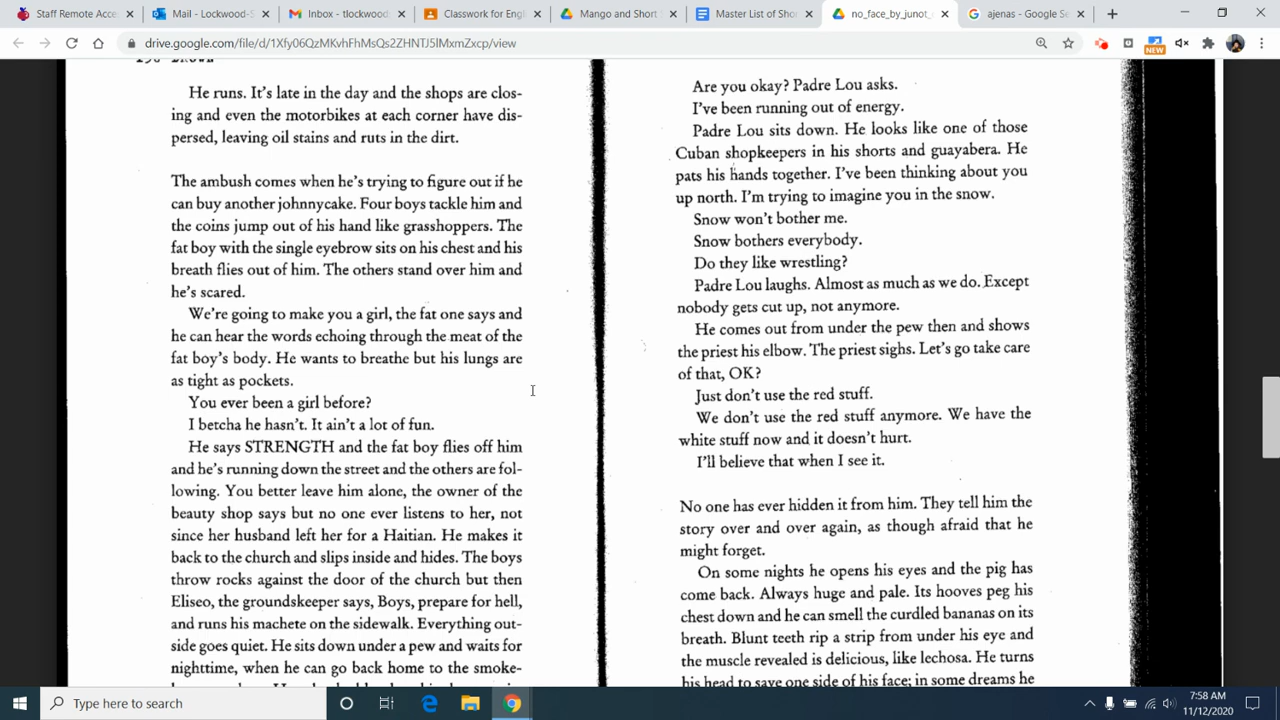 Staff Remote Acces
Mail - Lockwood-S
Inbox - tlockwood
Classwork for Engl
Mango and Short
Master List of Sho
no_face_by_junot_
ajenas - Google Se
drive.google.com/file/d/1Xfy06QzMKvhFhMsQs2ZHNTJ5lMxmZxcp/view
NEW
He runs. It's late in the day and the shops are clos-
ing and even the motorbikes at each corner have dis-
persed, leaving oil stains and ruts in the dirt.
The ambush comes when he's trying to figure out if he
can buy another johnnycake. Four boys tackle him and
the coins jump out of his hand like grasshoppers. The
fat boy with the single eyebrow sits on his chest and his
breath flies out of him. The others stand over him and
he's scared.
We're going to make you a girl, the fat one says and
he can hear the words echoing through the meat of the
fat boy's body. He wants to breathe but his lungs are
as tight as pockets.
You ever been a girl before?
I betcha he hasn't. It ain't a lot of fun.
He says STRENGTH and the fat boy flies off him
and he's running down the street and the others are fol-
lowing. You better leave him alone, the owner of the
beauty shop says but no one ever listens to her, not
since her husband left her for a Haitian. He makes it
back to the church and slips inside and hides. The boys
throw rocks against the door of the church but then
Eliseo, the groundskeeper says, Boys, prepare for hell,
and runs his machete on the sidewalk. Everything out-
side goes quiet. He sits down under a pew and waits for
nighttime, when he can go back home to the smoke-
Are you okay? Padre Lou asks.
I've been running out of energy.
Padre Lou sits down. He looks like one of those
Cuban shopkeepers in his shorts and guayabera. He
pats his hands together. I've been thinking about you
up north. I'm trying to imagine you in the snow.
Snow won't bother me.
Snow bothers everybody.
Do they like wrestling?
Padre Lou laughs. Almost as much as we do. Except
nobody gets cut up, not anymore.
He comes out from under the pew then and shows
the priest his elbow. The priest sighs. Let's go take care
of that, OK?
Just don't use the red stuff.
We don't use the red stuff anymore. We have the
white stuff now and it doesn't hurt.
I'll believe that when I see it.
No one has ever hidden it from him. They tell him the
story over and over again, as though afraid that he
might forget.
On some nights he opens his eyes and the pig has
come back. Always huge and pale. Its hooves peg his
chest down and he can smell the curdled bananas on its
breath. Blunt teeth rip a strip from under his eye and
the muscle revealed is delicious, like lechosa. He turns
his head to save one side of his face; in some dreams he
Type here to search
7:58 AM
11/12/2020